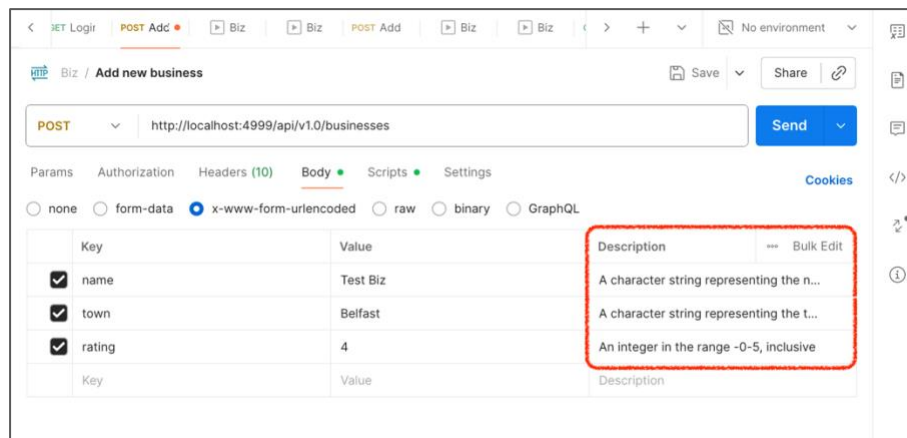 GET Login POST Add Biz Biz POST Add Biz Biz No environment
HTTP Biz / Add new business Save Share
POST http://localhost:4999/api/v1.0/businesses Send
Params Authorization Headers (10) Body Scripts Settings Cookies
none form-data x-www-form-urlencoded raw binary GraphQL
Key Value Description Bulk Edit
name Test Biz A character string representing the n...
town Belfast A character string representing the t...
rating 4 An integer in the range -0-5, inclusive
Key Value Description